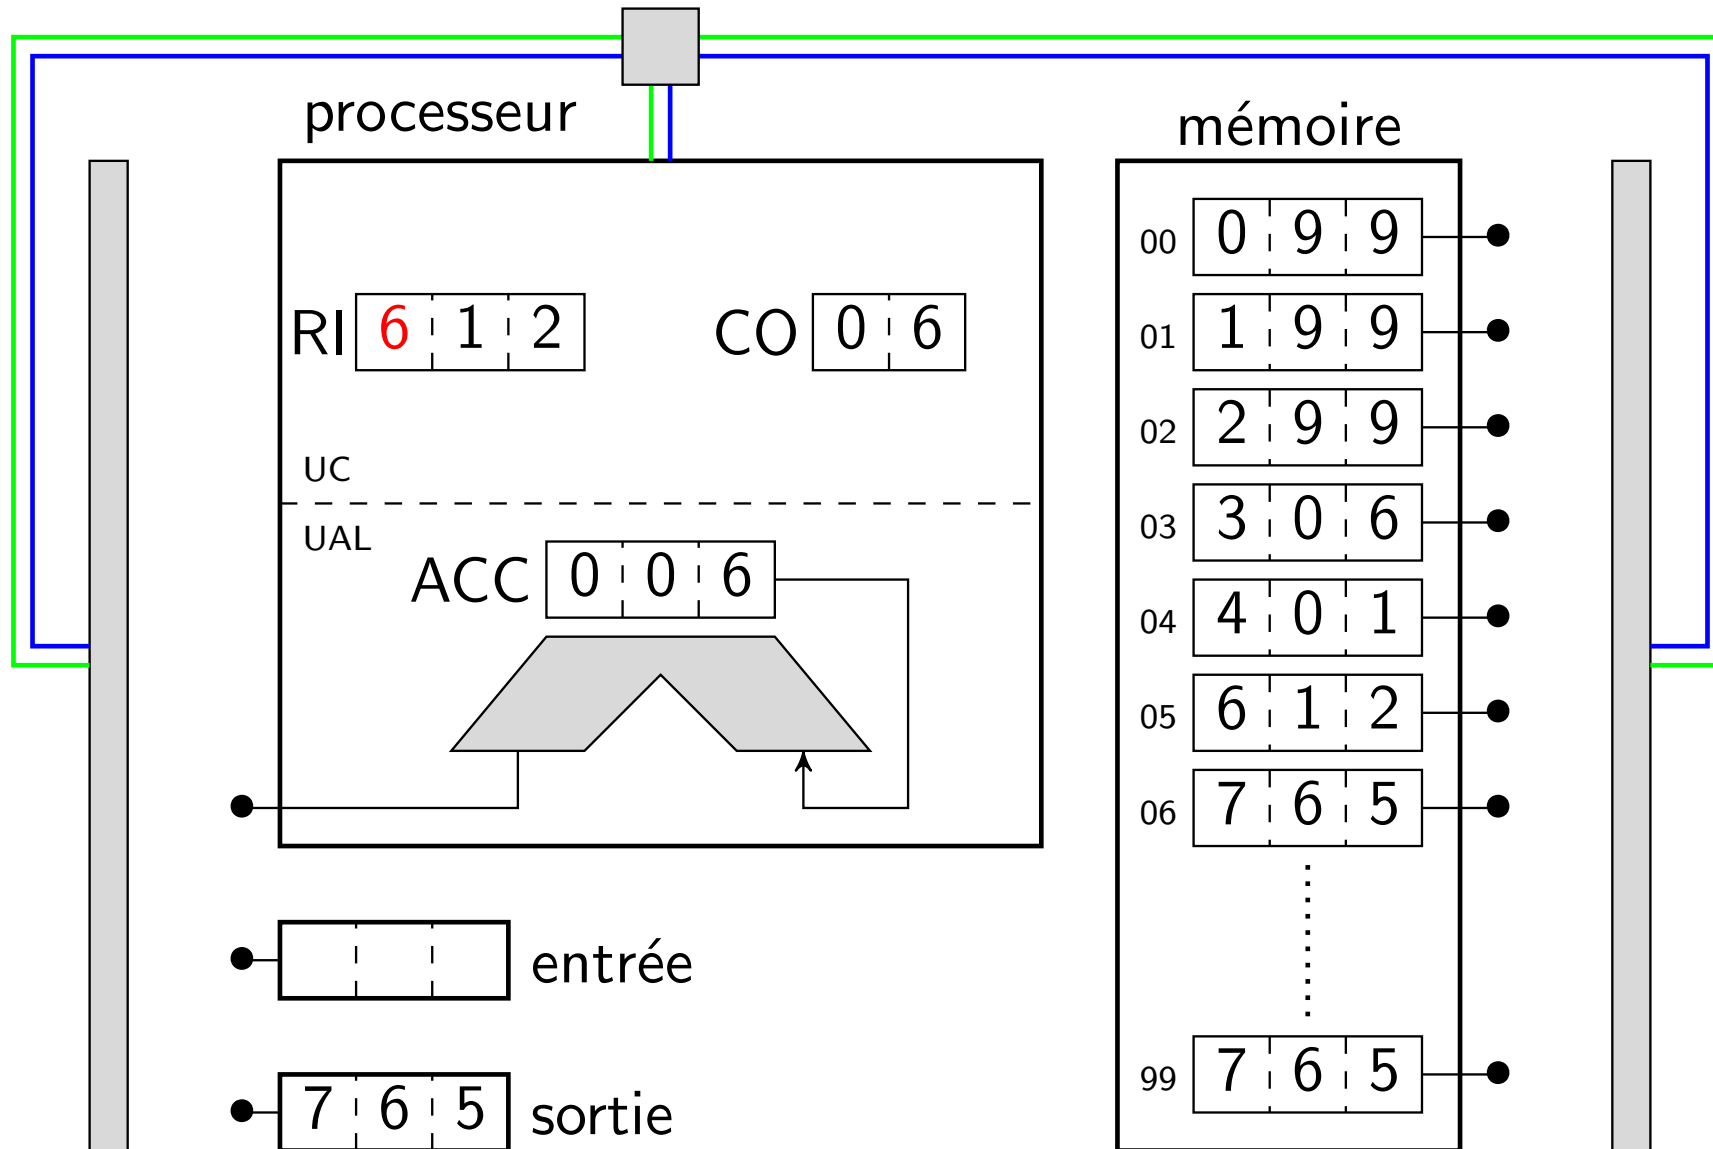 processeur
mémoire
00 0 9 9
RI 6 1 2 CO 0 6
01 1 9 9
02 2 9 9
UC
03 3 0 6
UAL
ACC 0 0 6
04 4 0 1
05 6 1 2
06 7 6 5
entrée
99 7 6 5
7 6 5 sortie